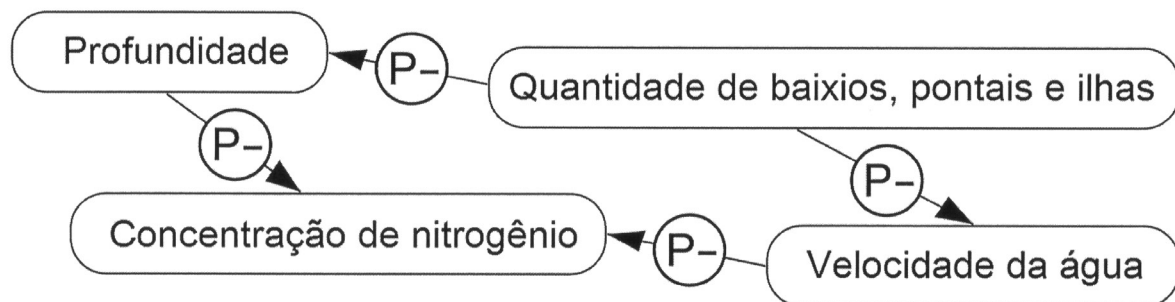 Profundidade
P–
Quantidade de baixios, pontais e ilhas
P–
P–
Concentração de nitrogênio
P–
Velocidade da água